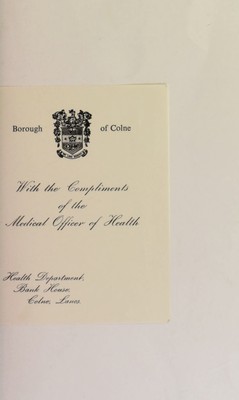 Borough of Colne
With the Compliments
of the
Medical Officer of Health
Health Department,
Bank House,
Colne, Lancs.